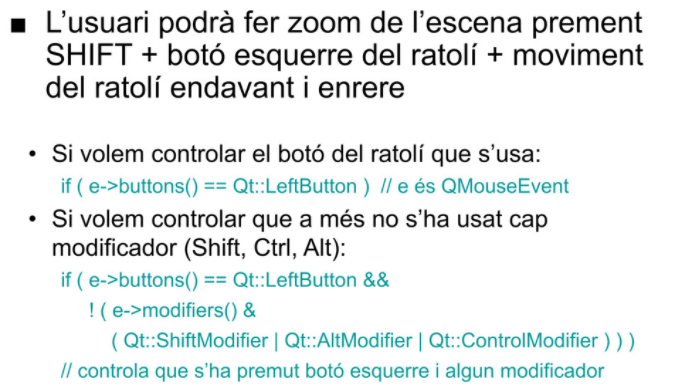 ■ L’usuari podrà fer zoom de l’escena prement
SHIFT + botó esquerre del ratolí + moviment
del ratolí endavant i enrere
• Si volem controlar el botó del ratolí que s’usa:
if ( e->buttons() == Qt::LeftButton ) // e és QMouseEvent
• Si volem controlar que a més no s’ha usat cap
modificador (Shift, Ctrl, Alt):
if ( e->buttons() == Qt::LeftButton &&
! ( e->modifiers() &
( Qt::ShiftModifier | Qt::AltModifier | Qt::ControlModifier ) ) )
// controla que s’ha premut botó esquerre i algun modificador